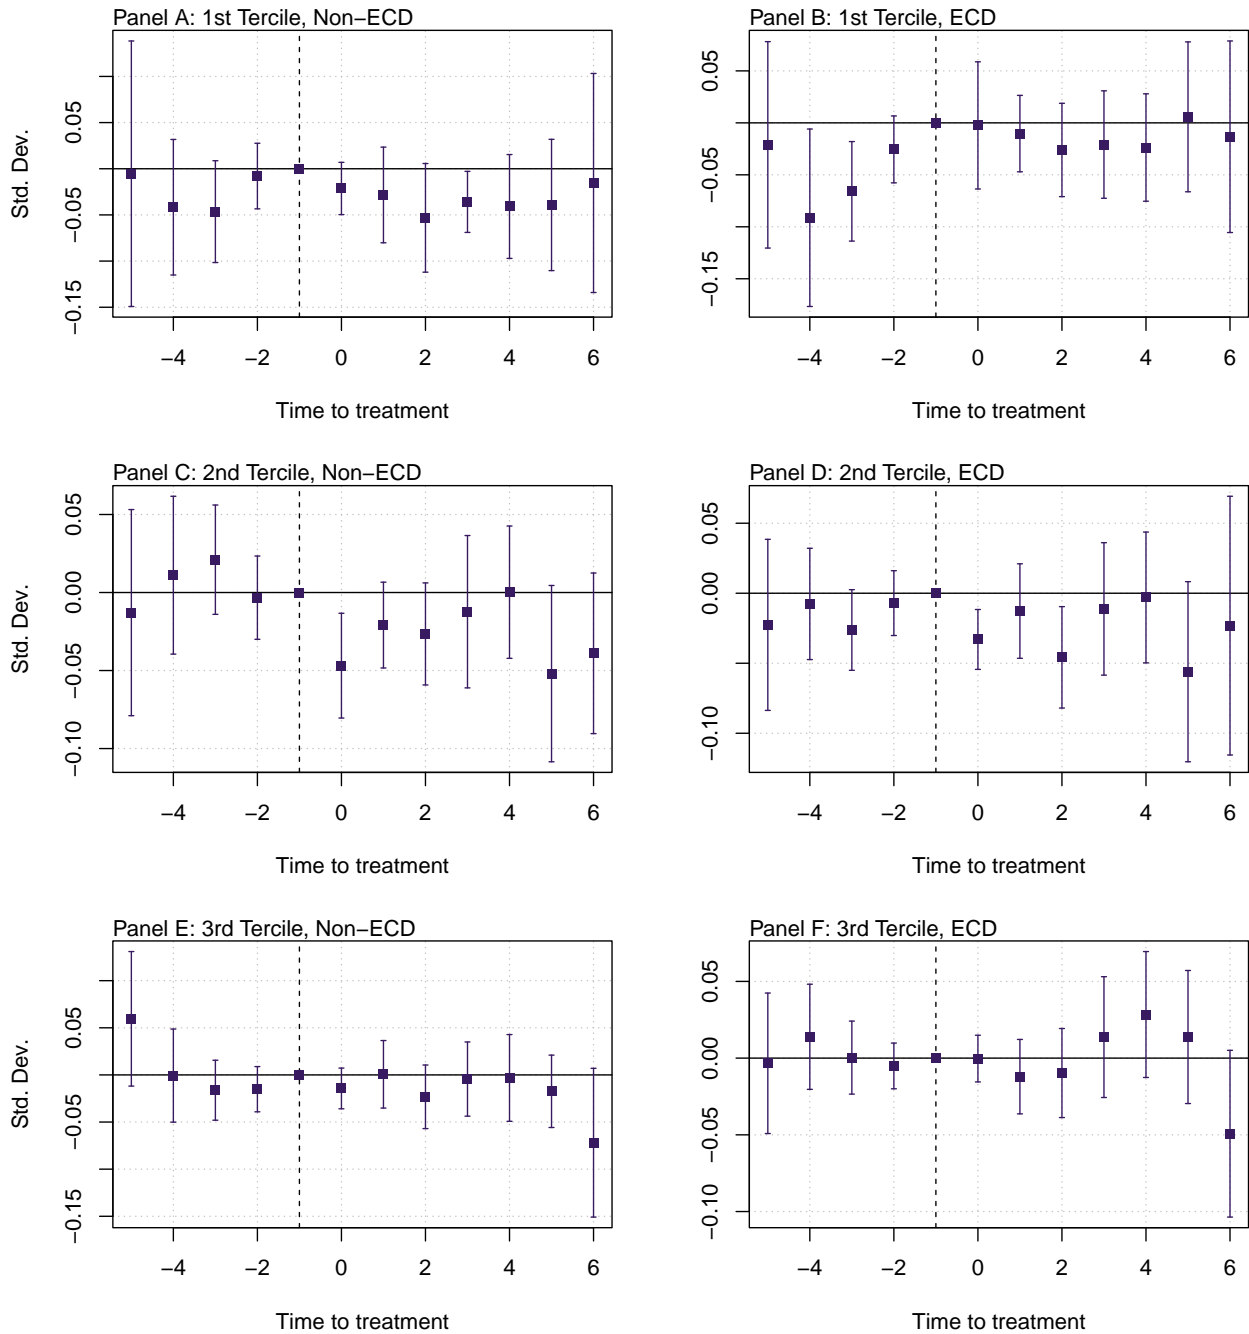 Panel A: 1st Tercile, Non−ECD
Std. Dev.
0.05
−0.05
−0.15
−4 −2 0 2 4 6
Time to treatment
Panel B: 1st Tercile, ECD
0.05
−0.05
−0.15
−4 −2 0 2 4 6
Time to treatment
Panel C: 2nd Tercile, Non−ECD
Std. Dev.
0.05
0.00
−0.05
−0.10
−4 −2 0 2 4 6
Time to treatment
Panel D: 2nd Tercile, ECD
0.05
0.00
−0.10
−4 −2 0 2 4 6
Time to treatment
Panel E: 3rd Tercile, Non−ECD
Std. Dev.
0.05
−0.05
−0.15
−4 −2 0 2 4 6
Time to treatment
Panel F: 3rd Tercile, ECD
0.05
0.00
−0.05
−0.10
−4 −2 0 2 4 6
Time to treatment